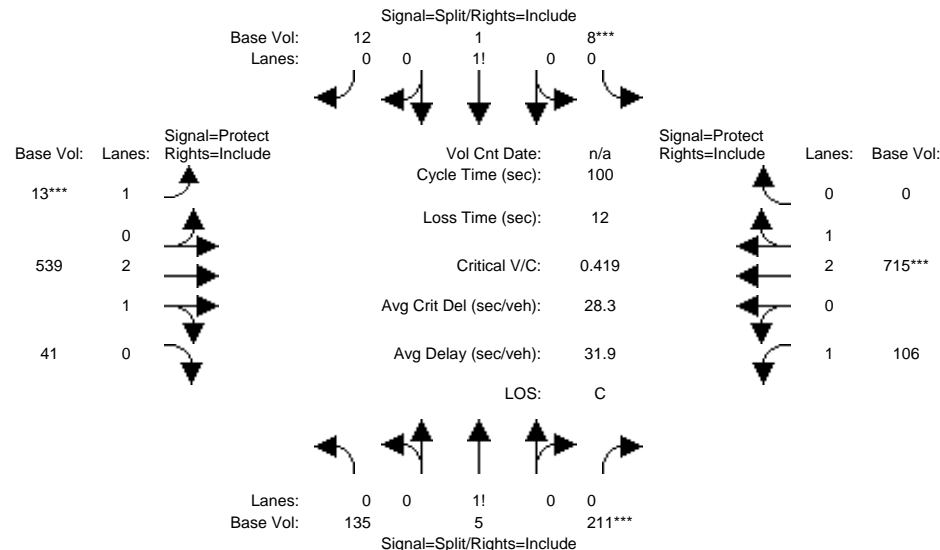 Signal=Split/Rights=Include
Base Vol: 12 1 8***
Lanes: 0 0 1! 0 0
Signal=Protect Signal=Protect
Base Vol: Lanes: Rights=Include Vol Cnt Date: n/a Rights=Include Lanes: Base Vol:
Cycle Time (sec): 100
13*** 1 0 0
Loss Time (sec): 12
0 1
539 2 Critical V/C: 0.419 2 715***
1 Avg Crit Del (sec/veh): 28.3 0
41 0 Avg Delay (sec/veh): 31.9 1 106
LOS: C
Lanes: 0 0 1! 0 0
Base Vol: 135 5 211***
Signal=Split/Rights=Include